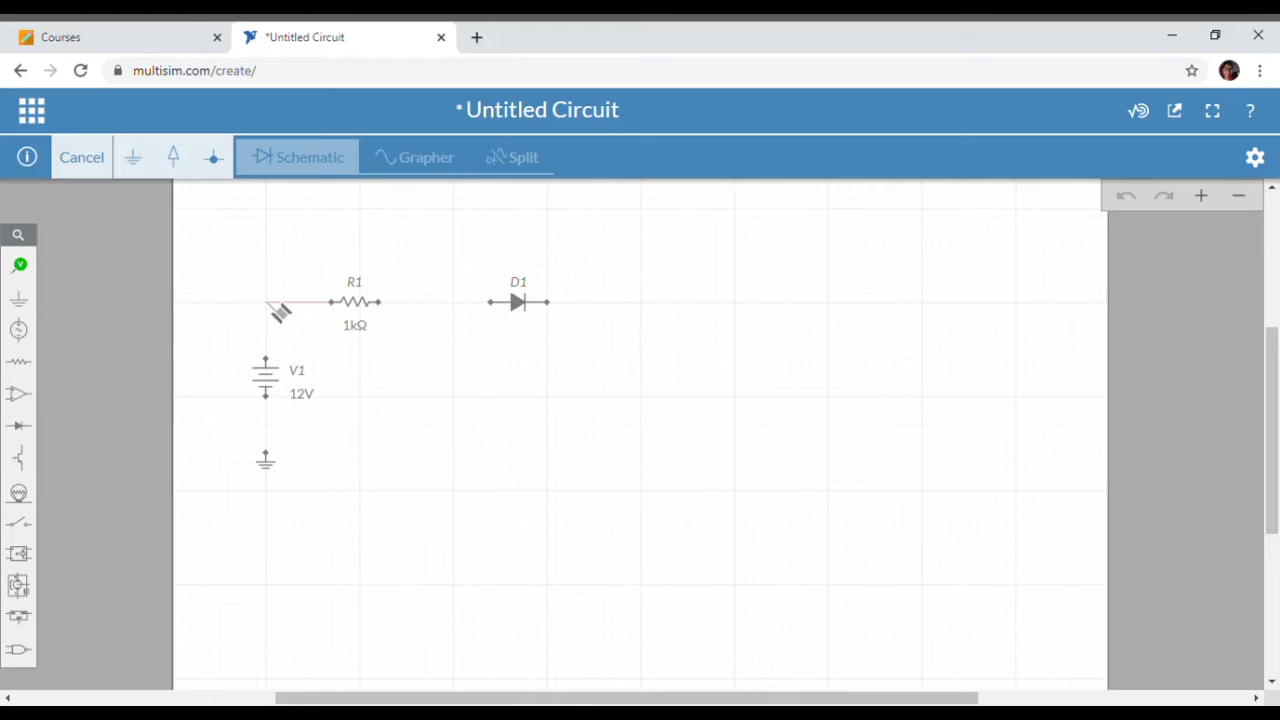 Courses
*Untitled Circuit
multisim.com/create/
*Untitled Circuit
?
Cancel
Schematic
Grapher
Split
R1
D1
1kΩ
V1
12V